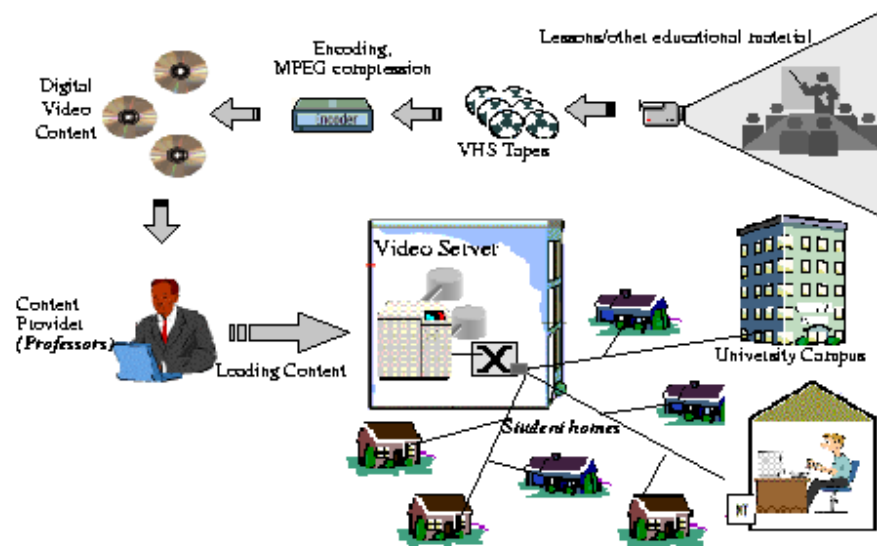 Lessons/other educational material
Encoding,
MPEG compression
Digital
Video
Content
Encoder
VHS Tapes
Video Server
Content
Provider
(Professors)
Loading Content
University Campus
Student homes
NT